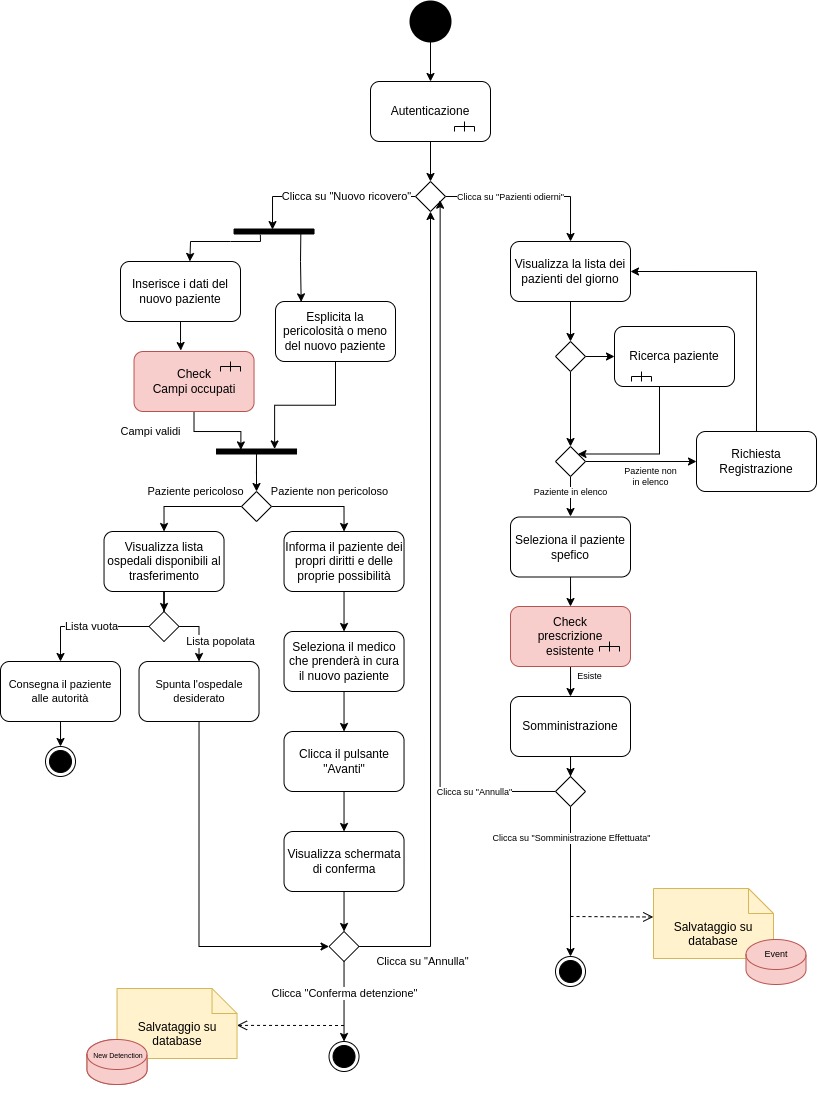 Autenticazione
Clicca su "Nuovo ricovero"
Clicca su "Pazienti odierni"
Inserisce i dati del
nuovo paziente
Esplicita la
pericolosità o meno
del nuovo paziente
Check
Campi occupati
Campi validi
Paziente pericoloso
Paziente non pericoloso
Visualizza lista
ospedali disponibili al
trasferimento
Informa il paziente dei
propri diritti e delle
proprie possibilità
Lista vuota
Lista popolata
Consegna il paziente
alle autorità
Spunta l'ospedale
desiderato
Seleziona il medico
che prenderà in cura
il nuovo paziente
Clicca il pulsante
"Avanti"
Visualizza schermata
di conferma
Clicca su "Annulla"
Clicca "Conferma detenzione"
Salvataggio su
database
New Detenction
Visualizza la lista dei
pazienti del giorno
Ricerca paziente
Richiesta
Registrazione
Paziente non
in elenco
Paziente in elenco
Seleziona il paziente
spefico
Check
prescrizione
esistente
Esiste
Somministrazione
Clicca su "Annulla"
Clicca su "Somministrazione Effettuata"
Salvataggio su
database
Event